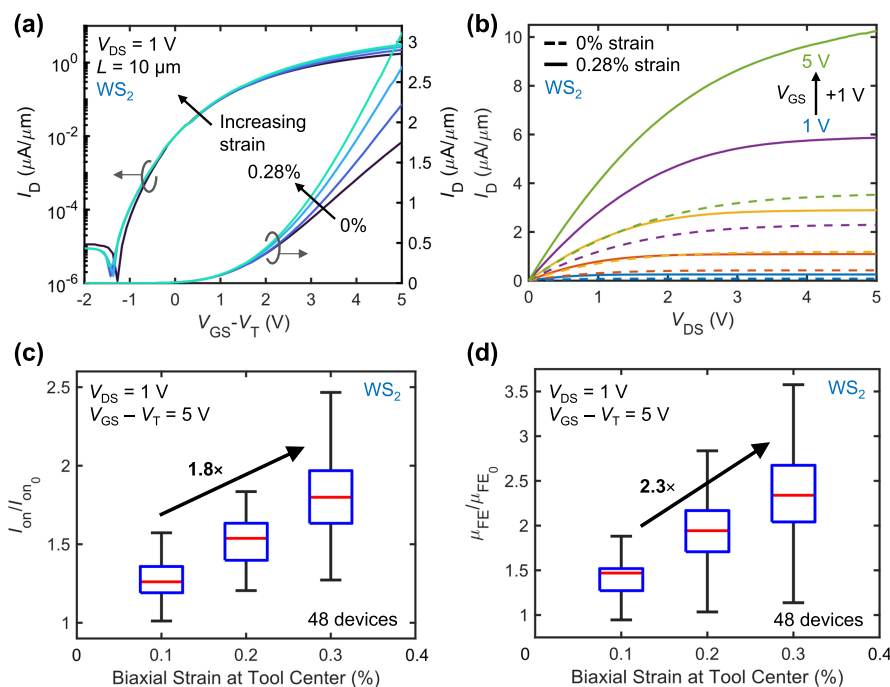 (a)
V_DS = 1 V
L = 10 µm
WS₂
Increasing
strain
0.28%
0%
I_D (µA/µm)
10⁰
10⁻²
10⁻⁴
10⁻⁶
-2 -1 0 1 2 3 4 5
V_GS-V_T (V)
3
2.5
2
1.5
1
0.5
0
I_D (µA/µm)
(b)
0% strain
0.28% strain
WS₂
5 V
V_GS +1 V
1 V
I_D (µA/µm)
10
8
6
4
2
0
0 1 2 3 4 5
V_DS (V)
(c)
V_DS = 1 V
V_GS – V_T = 5 V
WS₂
1.8×
48 devices
I_on/I_on₀
2.5
2
1.5
1
0 0.1 0.2 0.3 0.4
Biaxial Strain at Tool Center (%)
(d)
V_DS = 1 V
V_GS – V_T = 5 V
WS₂
2.3×
48 devices
µ_FE/µ_FE₀
3.5
3
2.5
2
1.5
1
0 0.1 0.2 0.3 0.4
Biaxial Strain at Tool Center (%)